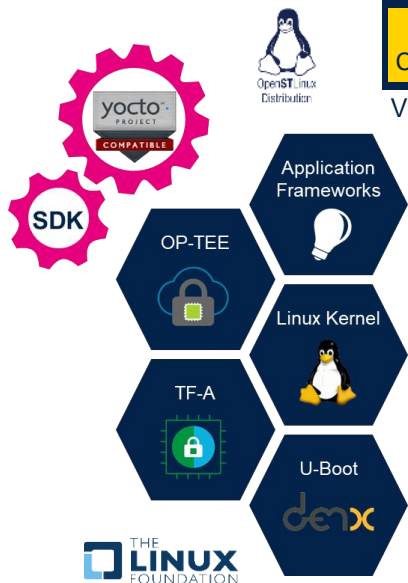 OpenSTLinux
Distribution
C
V
yocto
PROJECT
COMPATIBLE
SDK
Application
Frameworks
OP-TEE
Linux Kernel
TF-A
U-Boot
denx
THE
LINUX
FOUNDATION